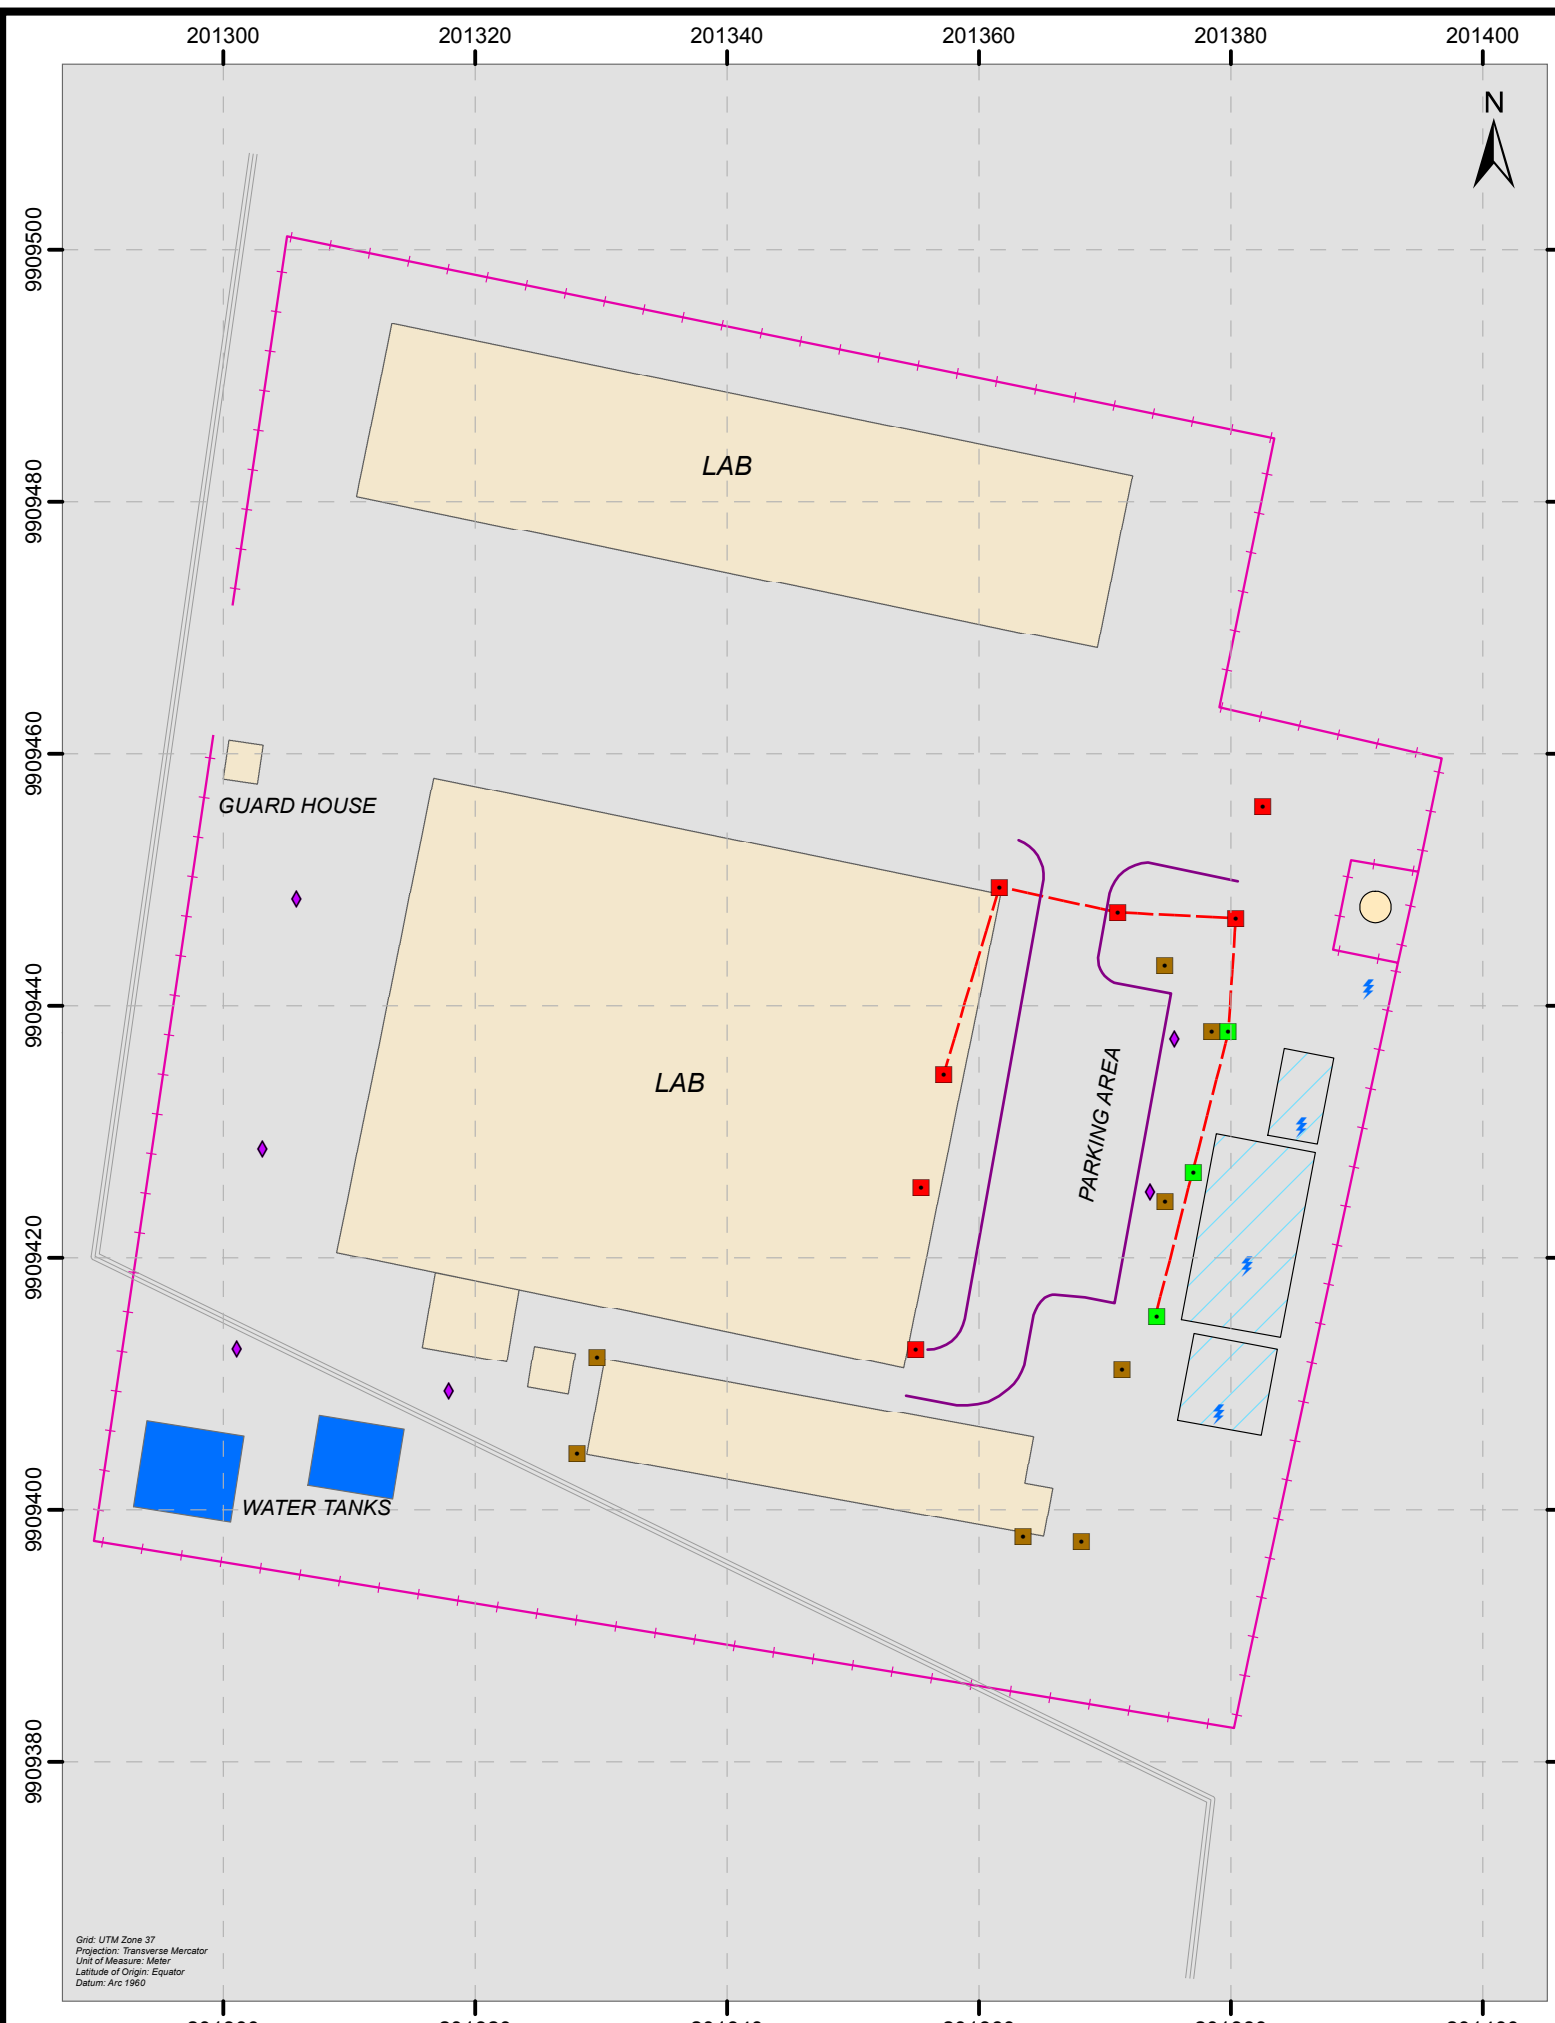 201300 201320 201340 201360 201380 201400
N
9909500
9909480
LAB
9909460
GUARD HOUSE
9909440
LAB
PARKING AREA
9909420
9909400
WATER TANKS
9909380
Grid: UTM Zone 37
Projection: Transverse Mercator
Unit of Measure: Meter
Latitude of Origin: Equator
Datum: Arc 1960